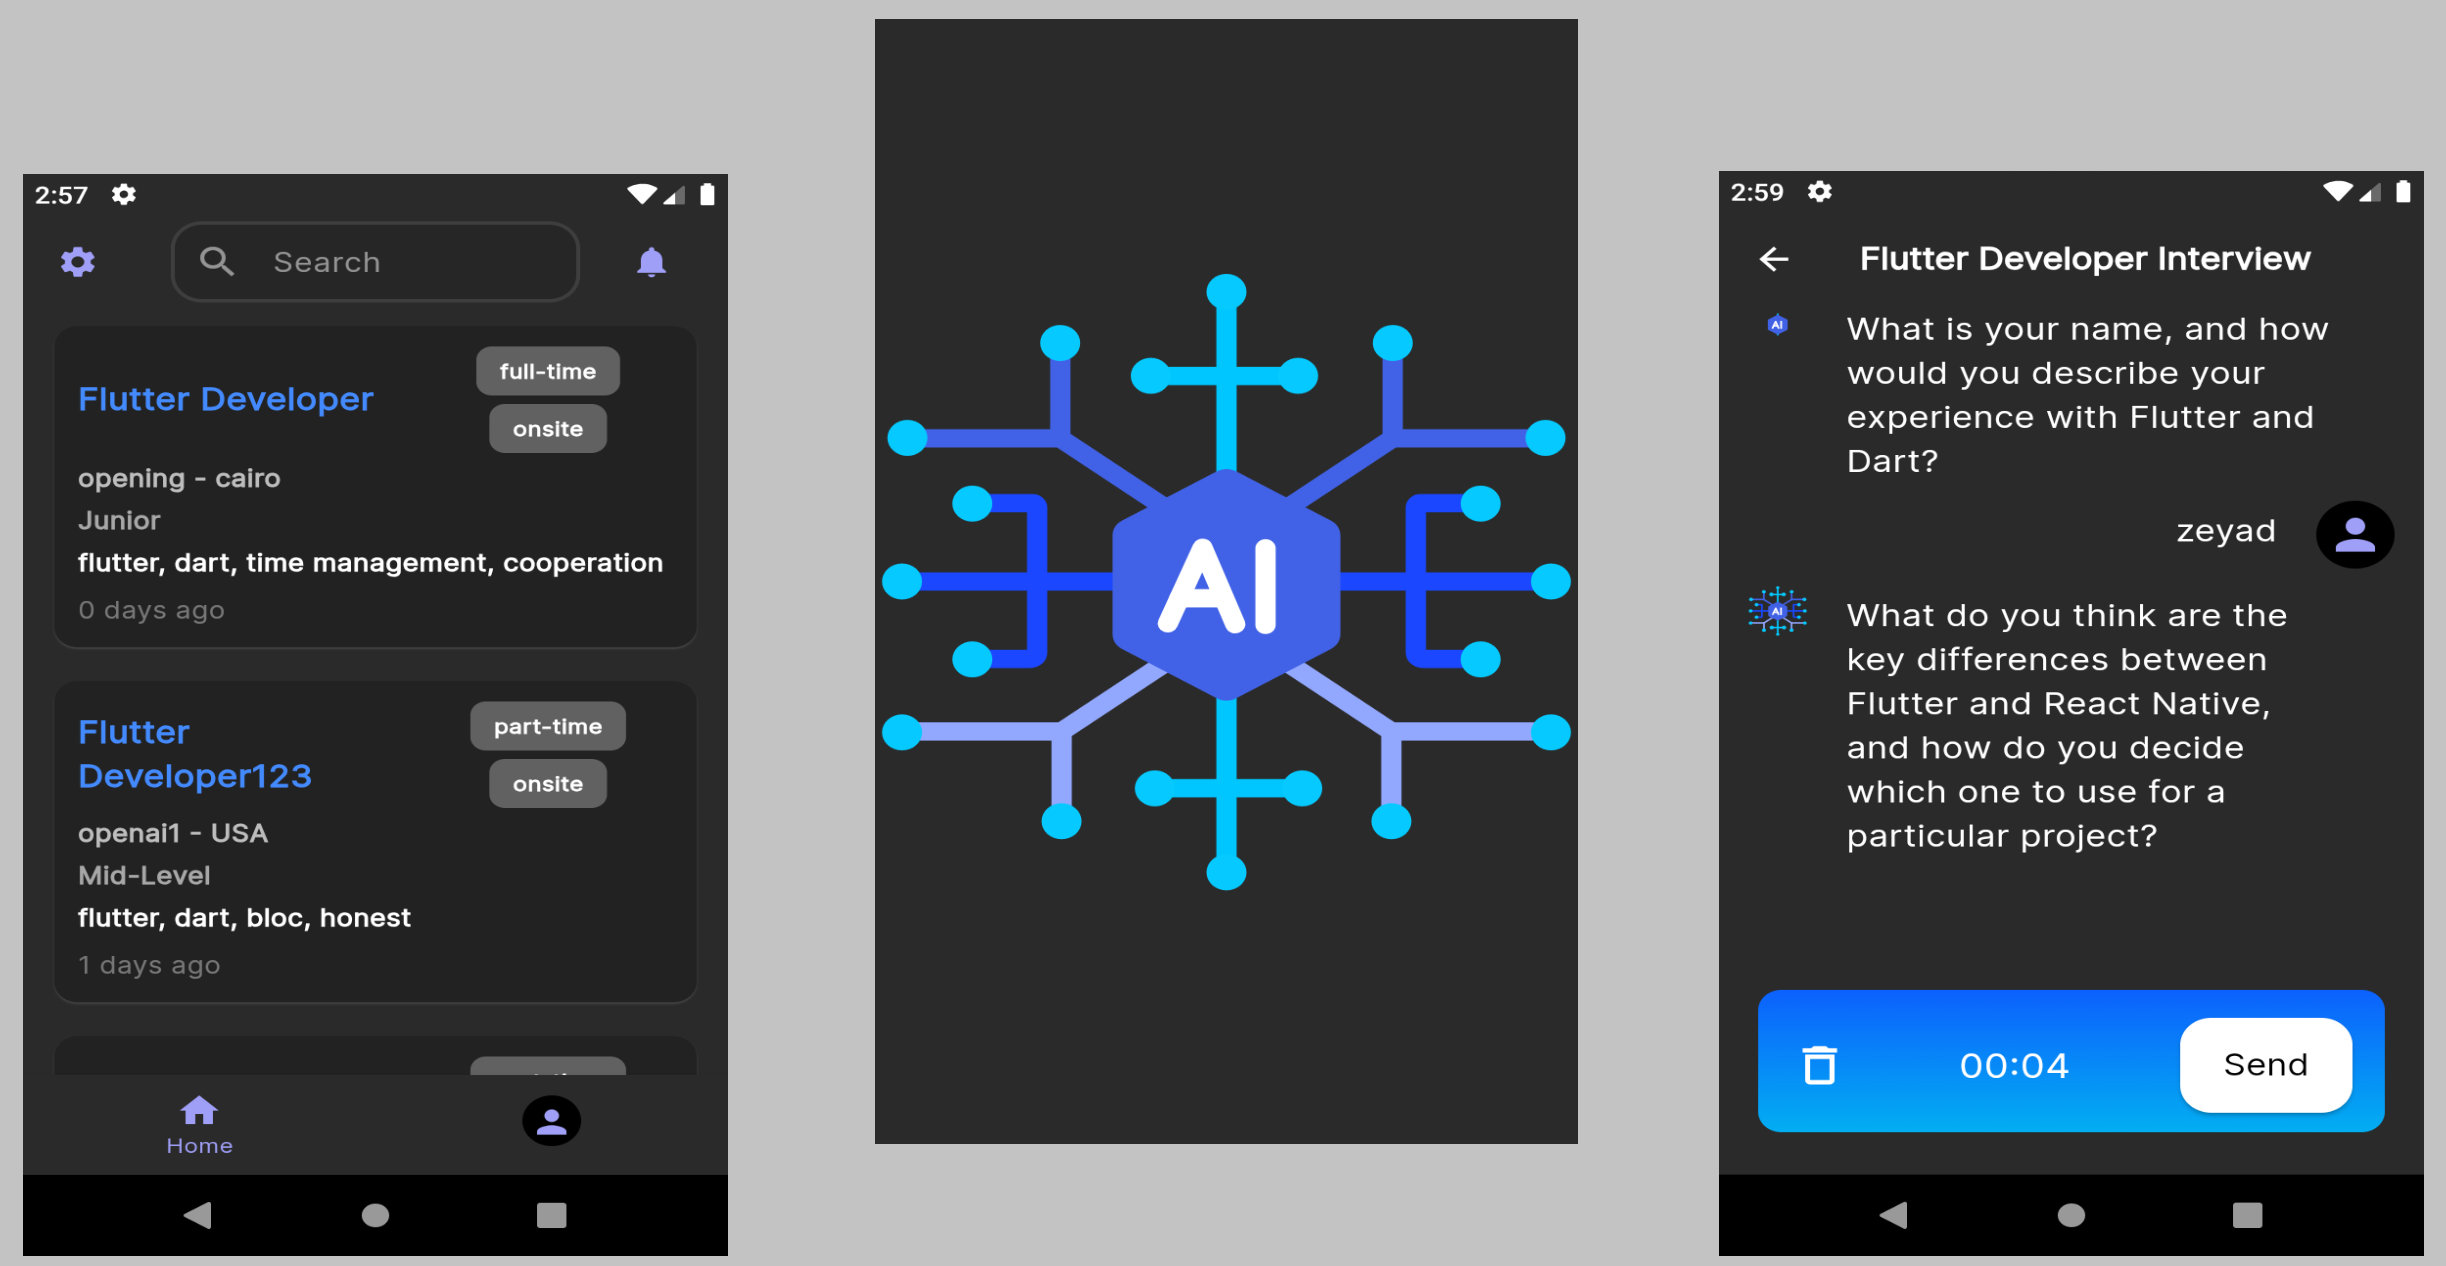 2:57
Search
Flutter Developer
full-time
onsite
opening - cairo
Junior
flutter, dart, time management, cooperation
0 days ago
Flutter
Developer123
part-time
onsite
openai1 - USA
Mid-Level
flutter, dart, bloc, honest
1 days ago
Home
AI
2:59
Flutter Developer Interview
AI
What is your name, and how
would you describe your
experience with Flutter and
Dart?
zeyad
AI
What do you think are the
key differences between
Flutter and React Native,
and how do you decide
which one to use for a
particular project?
00:04
Send